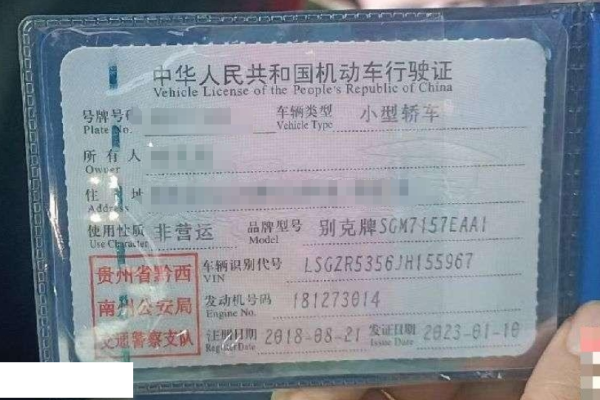 中华人民共和国机动车行驶证
Vehicle License of the People's Republic of China
号牌号码 车辆类型 小型轿车
Plate No. Vehicle Type
所有人
Owner
住 址
Address
使用性质 非营运 品牌型号 别克牌SGM7157EAA1
Use Character Model
贵州省黔西
南州公安局
交通警察支队
车辆识别代号 LSGZR5356JH155967
VIN
发动机号码 181273014
Engine No.
注册日期 2018-08-21 发证日期 2023-01-10
Register Date Issue Date